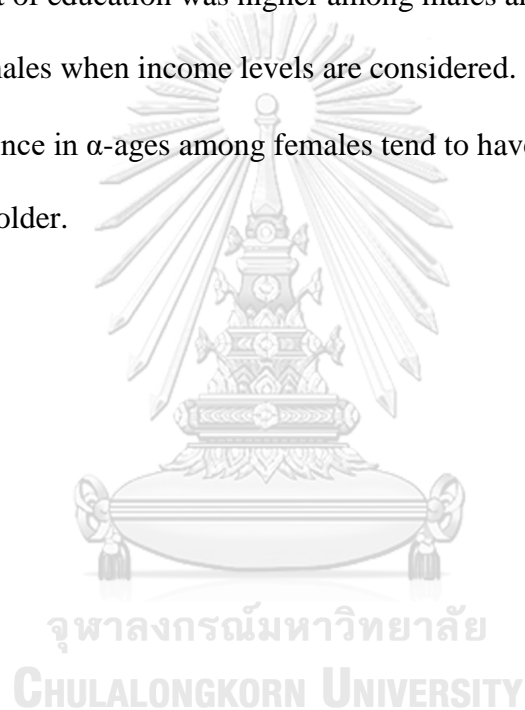 of education was higher among males a
ales when income levels are considered.
nce in α-ages among females tend to have
older.
จุฬาลงกรณ์มหาวิทยาลัย
CHULALONGKORN UNIVERSITY